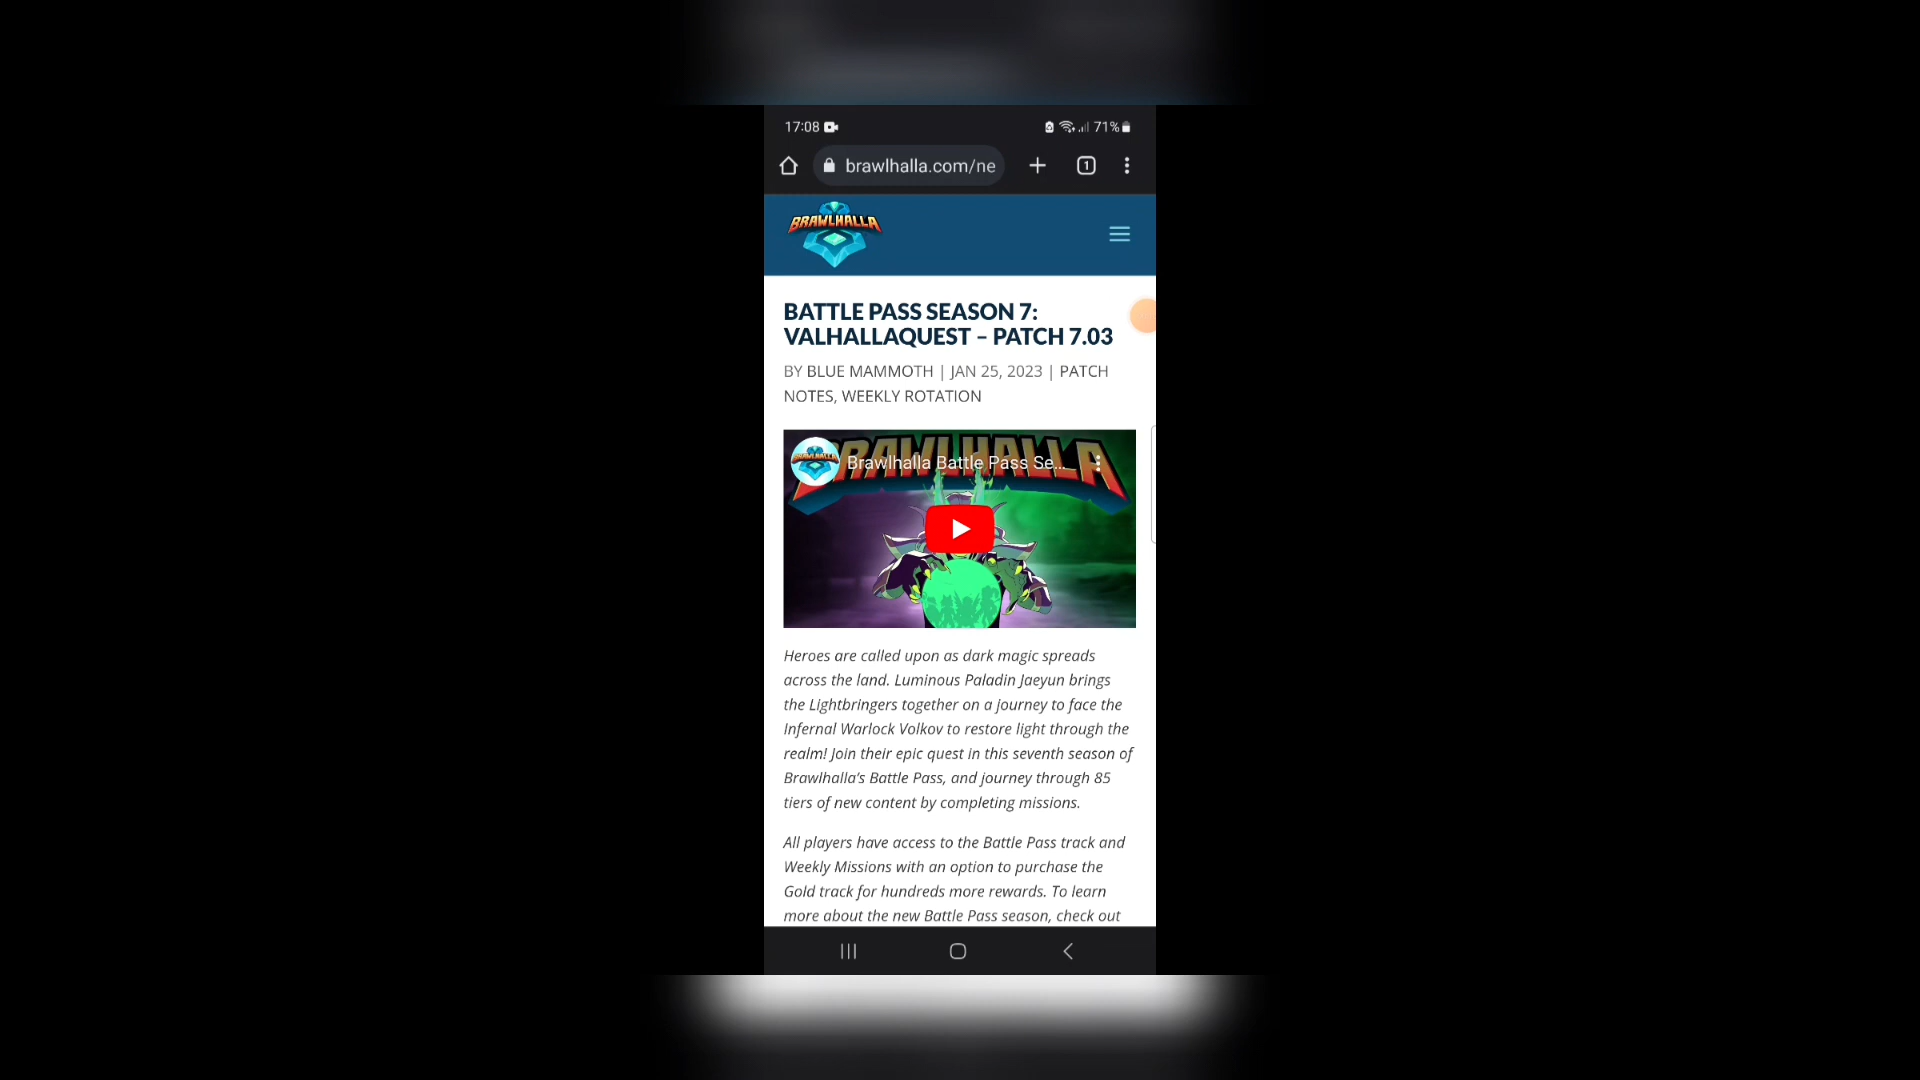 17:08
71%
brawlhalla.com/ne
1
BRAWLHALLA
BATTLE PASS SEASON 7:
VALHALLAQUEST – PATCH 7.03
BY BLUE MAMMOTH | JAN 25, 2023 | PATCH
NOTES, WEEKLY ROTATION
BRAWLHALLA
BRAWLHALLA
Brawlhalla Battle Pass Se...
Heroes are called upon as dark magic spreads
across the land. Luminous Paladin Jaeyun brings
the Lightbringers together on a journey to face the
Infernal Warlock Volkov to restore light through the
realm! Join their epic quest in this seventh season of
Brawlhalla's Battle Pass, and journey through 85
tiers of new content by completing missions.
All players have access to the Battle Pass track and
Weekly Missions with an option to purchase the
Gold track for hundreds more rewards. To learn
more about the new Battle Pass season, check out